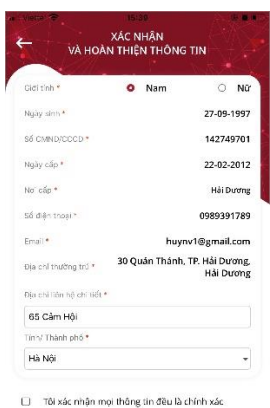 Viettel 15:20
XÁC NHẬN
VÀ HOÀN THIỆN THÔNG TIN
Giới tính * Nam Nữ
Ngày sinh * 27-09-1997
Số CMND/CCCD * 142749701
Ngày cấp * 22-02-2012
Nơi cấp * Hải Dương
Số điện thoại * 0989391789
Email * huynv1@gmail.com
Địa chỉ thường trú * 30 Quán Thánh, TP. Hải Dương,
Hải Dương
Địa chỉ liên hệ chi tiết *
65 Cảm Hội
Tỉnh/ Thành phố *
Hà Nội
Tôi xác nhận mọi thông tin đều là chính xác